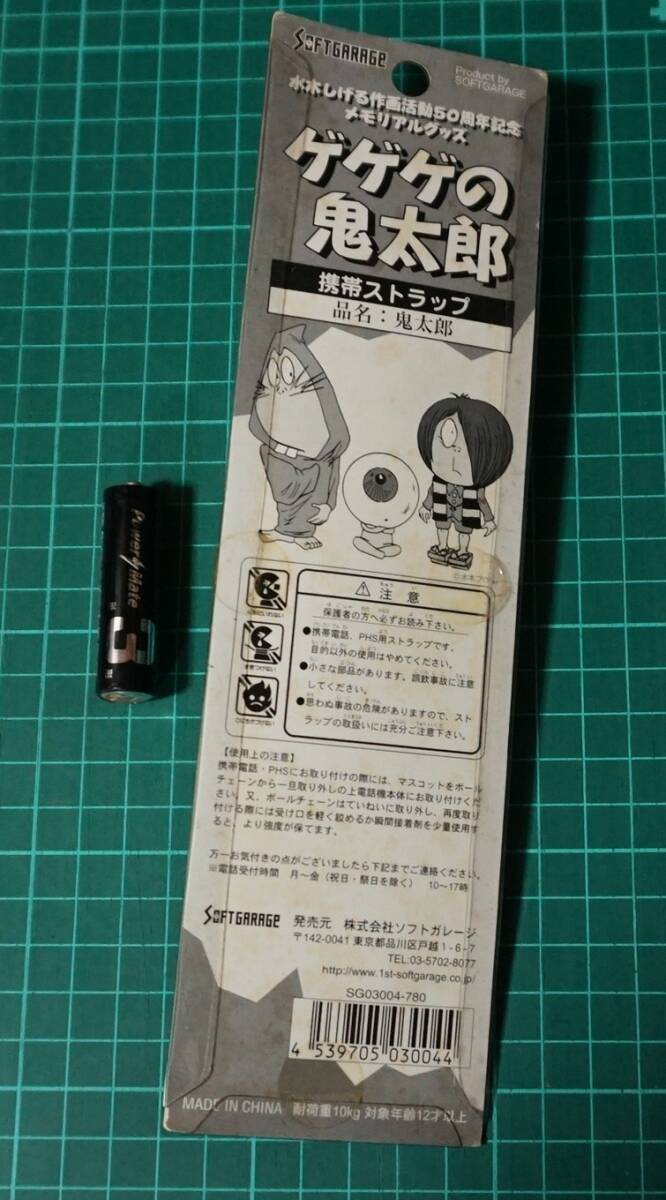 SOFTGARAGE
Product by
SOFTGARAGE
水木しげる作画活動50周年記念
メモリアルグッズ
ゲゲゲの
鬼太郎
携帯ストラップ
品名：鬼太郎
©水木プロ
⚠注意
保護者の方へ必ずお読み下さい。
●携帯電話、PHS用ストラップです。
目的以外の使用はやめてください。
●小さな部品があります。誤飲事故に注意
してください。
●思わぬ事故の危険がありますので、スト
ラップの取扱いには充分ご注意下さい。
【使用上の注意】
携帯電話・PHSにお取り付けの際には、マスコットをボール
チェーンから一旦取り外しの上電話機本体にお取り付けくだ
さい。又、ボールチェーンはていねいに取り外し、再度取り
付ける際には受け口を軽く絞めるか瞬間接着剤を少量使用す
ると、より強度が保てます。
万一お気付きの点がございましたら下記までご連絡ください。
※電話受付時間 月～金（祝日・祭日を除く） 10～17時
SOFTGARAGE 発売元 株式会社ソフトガレージ
〒142-0041 東京都品川区戸越1-6-7
TEL:03-5702-8077
http://www.1st-softgarage.co.jp/
SG03004-780
4 539705 030044
MADE IN CHINA 耐荷重10kg 対象年齢12才以上
Power Mate